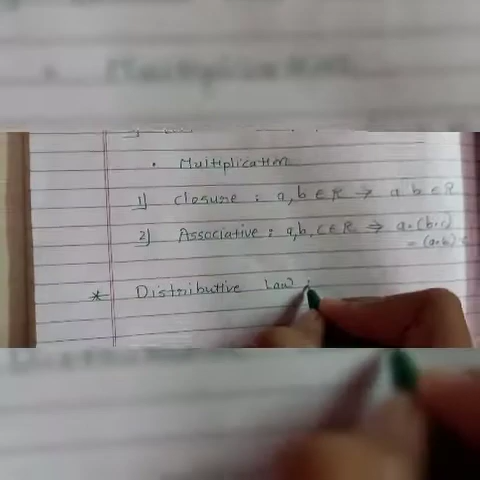 • Multiplication
1) Closure : a, b ∈ R ⇒ a b ∈ R
2) Associative : a, b, c ∈ R ⇒ a·(b·c)
= (a·b)·c
* Distributive Law :